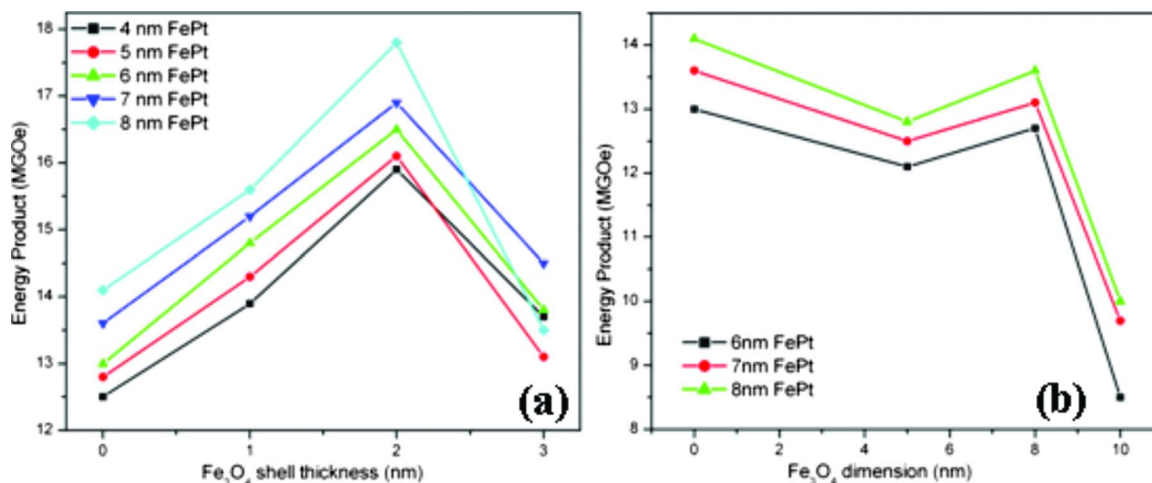 4 nm FePt
5 nm FePt
6 nm FePt
7 nm FePt
8 nm FePt
18
17
16
15
14
13
12
Energy Product (MGOe)
0 1 2 3
Fe₃O₄ shell thickness (nm)
(a)
14
13
12
11
10
9
8
Energy Product (MGOe)
6nm FePt
7nm FePt
8nm FePt
0 2 4 6 8 10
Fe₃O₄ dimension (nm)
(b)